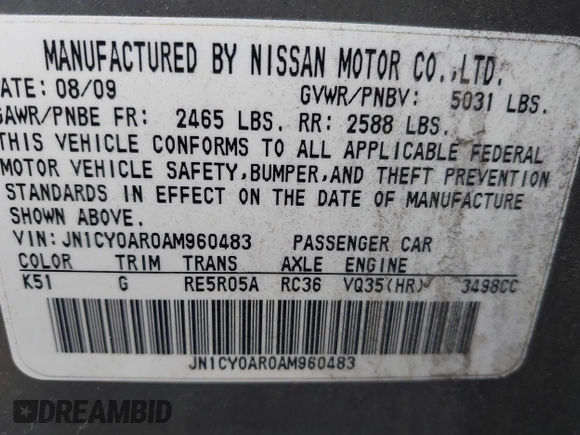 MANUFACTURED BY NISSAN MOTOR CO.,LTD.
DATE: 08/09 GVWR/PNBV: 5031 LBS.
GAWR/PNBE FR: 2465 LBS. RR: 2588 LBS.
THIS VEHICLE CONFORMS TO ALL APPLICABLE FEDERAL
MOTOR VEHICLE SAFETY,BUMPER,AND THEFT PREVENTION
STANDARDS IN EFFECT ON THE DATE OF MANUFACTURE
SHOWN ABOVE.
VIN:JN1CY0AR0AM960483 PASSENGER CAR
COLOR TRIM TRANS AXLE ENGINE
K51 G RE5R05A RC36 VQ35(HR) 3498CC
JN1CY0AR0AM960483
DREAMBID